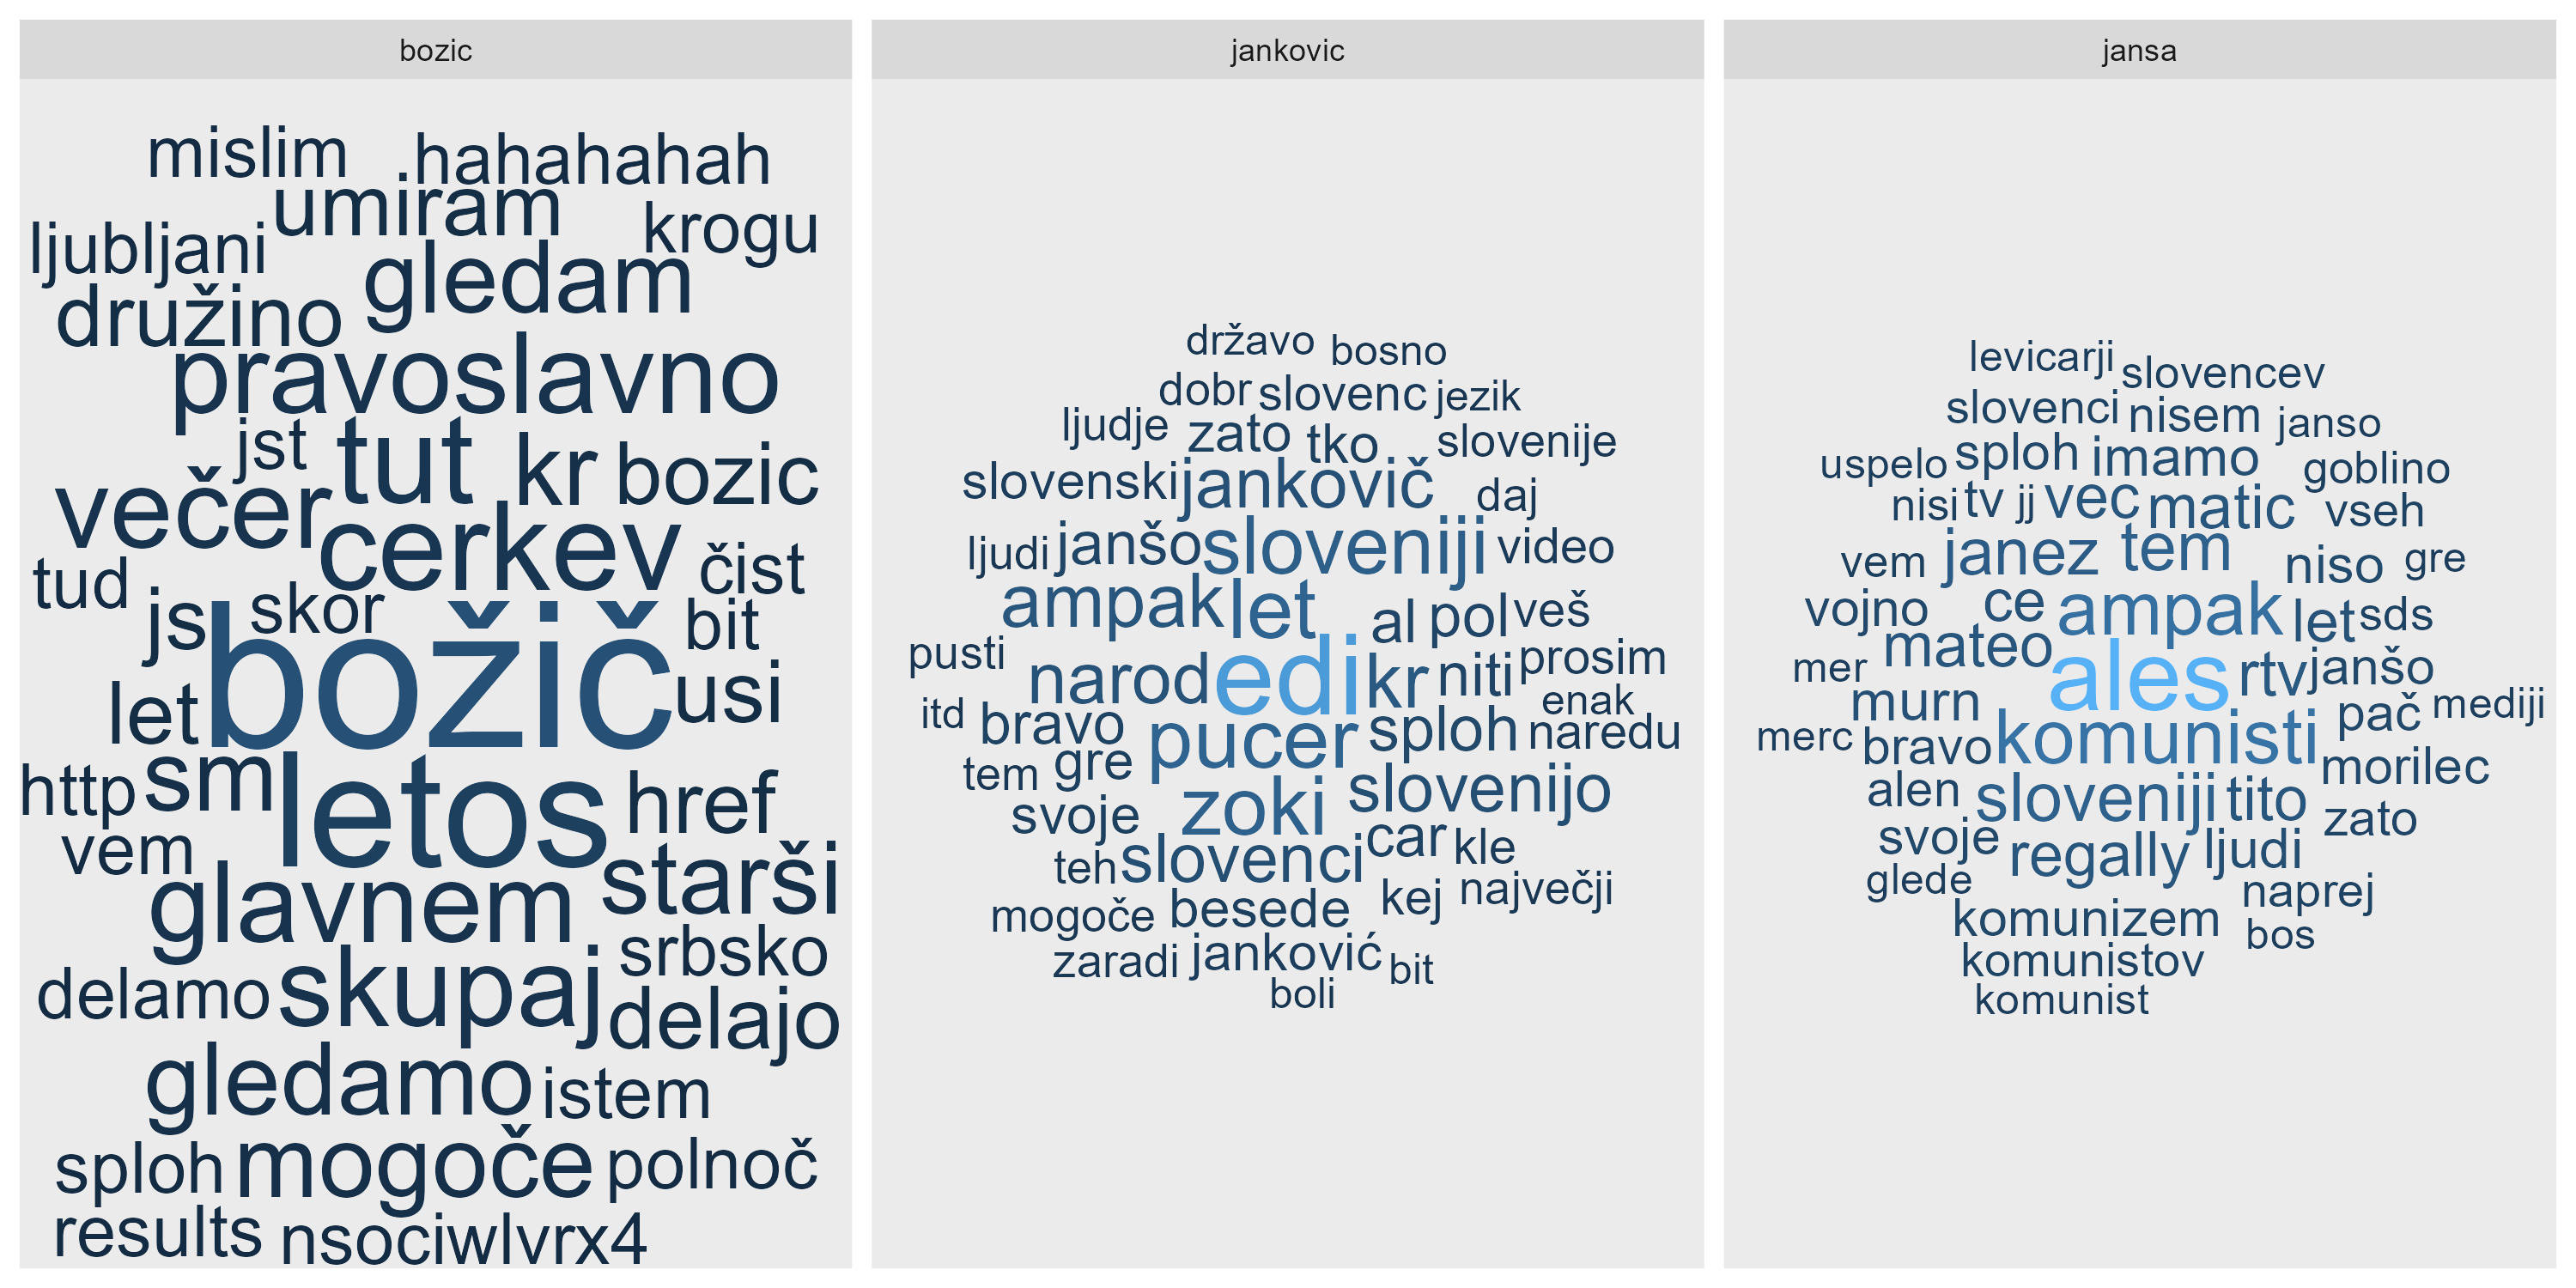 bozic
mislim hahahahah
umiram
ljubljani krogu
gledam
družino
pravoslavno
jst tut kr bozic
večer
cerkev
tud čist
js skor bit
božič
let usi
http sm href
letos
vem
glavnem starši
srbsko
delamo skupaj delajo
gledamo istem
sploh mogoče polnoč
results nsociwlvrx4
jankovic
državo bosno
dobr slovenc jezik
ljudje zato tko slovenije
slovenski jankovič daj
ljudi janšo sloveniji video
ampak let al pol veš
pusti narod edi kr niti prosim
itd enak
bravo pucer sploh naredu
tem gre
svoje zoki slovenijo
car kle
teh slovenci
mogoče besede kej največji
zaradi janković bit
boli
jansa
levicarji slovencev
slovenci nisem janso
uspelo sploh imamo goblino
nisi tv jj vec matic vseh
vem janez tem niso gre
vojno ce ampak let sds
mer mateo ales rtv janšo
murn pač mediji
merc bravo komunisti
alen sloveniji tito morilec
svoje zato
glede regally ljudi
naprej
komunizem bos
komunistov
komunist